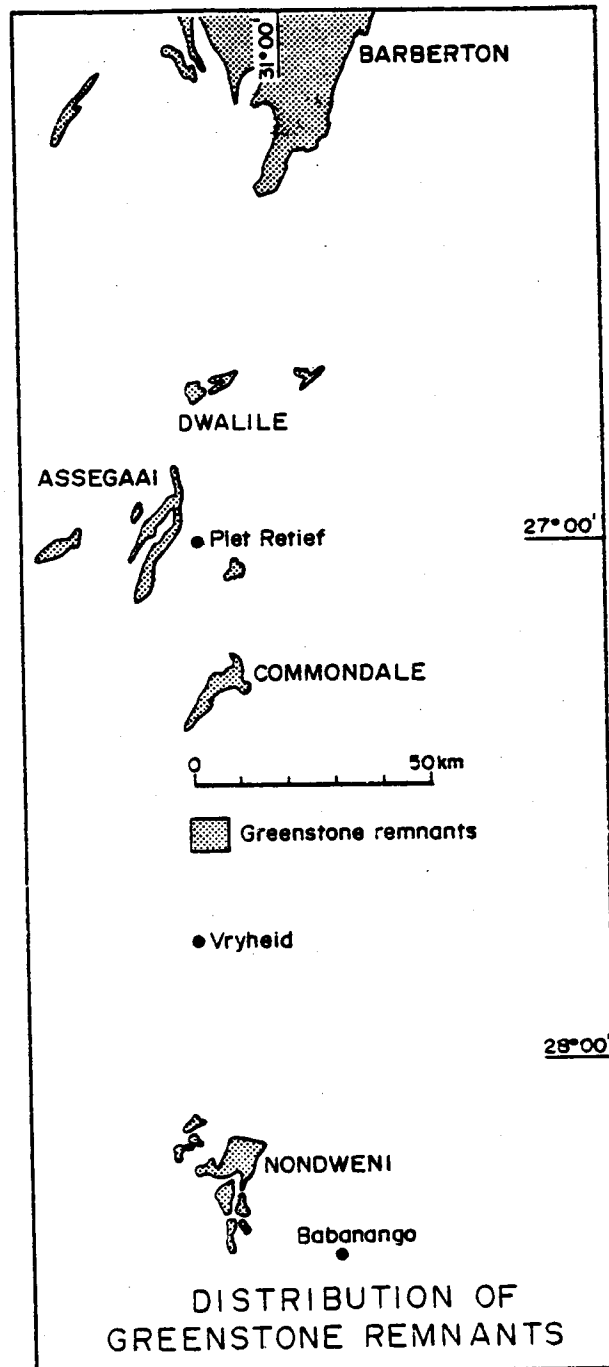 31°00'
BARBERTON
DWALILE
ASSEGAAI
Piet Retief
27°00'
COMMONDALE
0 50km
Greenstone remnants
Vryheid
28°00'
NONDWENI
Babanango
DISTRIBUTION OF
GREENSTONE REMNANTS